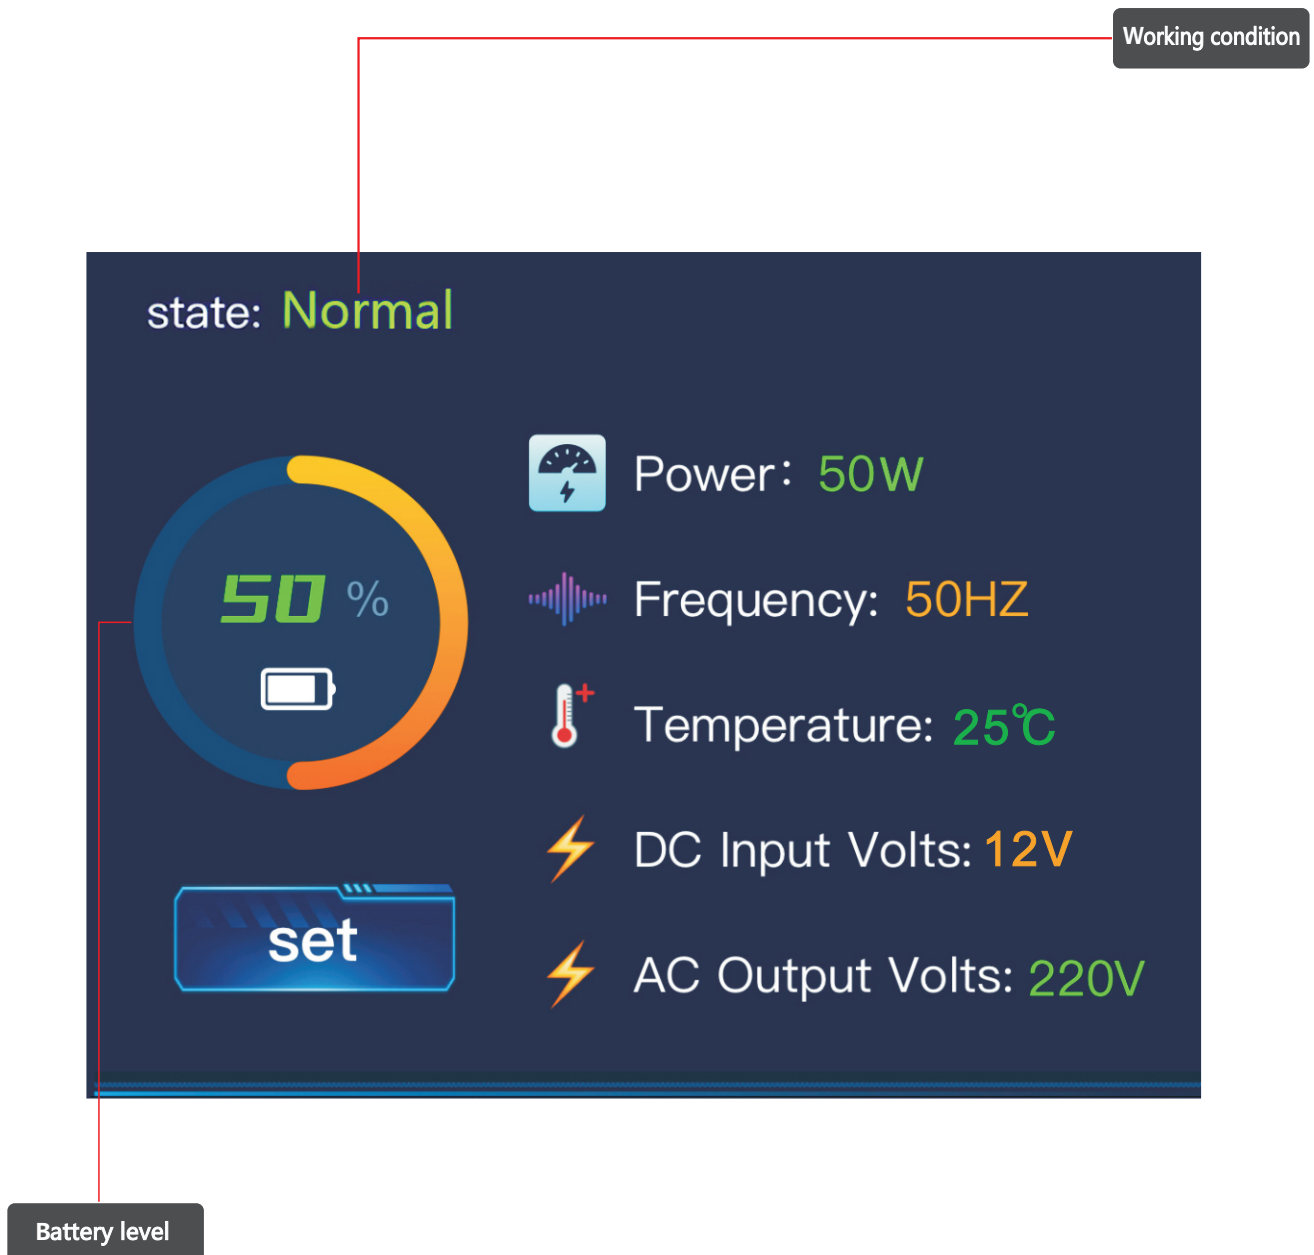 Working condition
state: Normal
Power: 50W
50 %
Frequency: 50HZ
Temperature: 25℃
DC Input Volts: 12V
set
AC Output Volts: 220V
Battery level